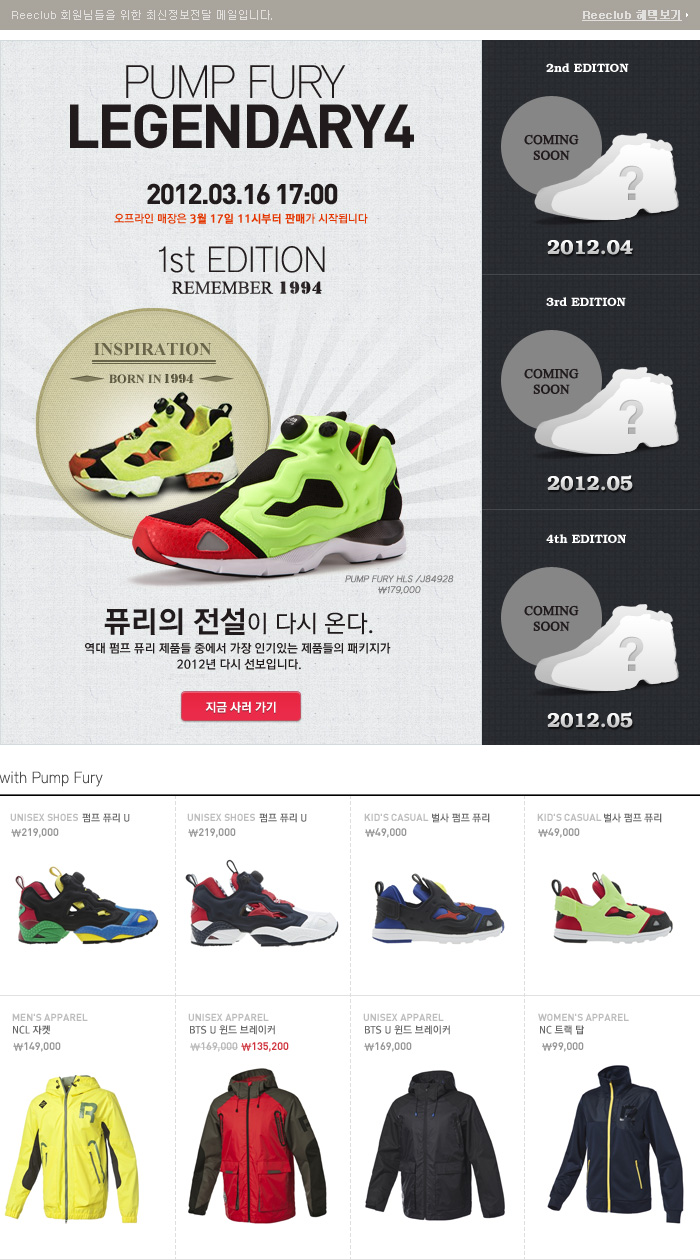 Reeclub 회원님들을 위한 최신정보전달 메일입니다.
Reeclub 혜택보기
PUMP FURY
LEGENDARY4
2012.03.16 17:00
오프라인 매장은 3월 17일 11시부터 판매가 시작됩니다
1st EDITION
REMEMBER 1994
INSPIRATION
BORN IN 1994
PUMP FURY HLS /J84928
₩179,000
퓨리의 전설이 다시 온다.
역대 펌프 퓨리 제품들 중에서 가장 인기있는 제품들의 패키지가
2012년 다시 선보입니다.
지금 사러 가기
2nd EDITION
COMING
SOON
?
2012.04
3rd EDITION
COMING
SOON
?
2012.05
4th EDITION
COMING
SOON
?
2012.05
with Pump Fury
UNISEX SHOES 펌프 퓨리 U
₩219,000
UNISEX SHOES 펌프 퓨리 U
₩219,000
KID'S CASUAL 벌사 펌프 퓨리
₩49,000
KID'S CASUAL 벌사 펌프 퓨리
₩49,000
MEN'S APPAREL
NCL 자켓
₩149,000
R
UNISEX APPAREL
BTS U 윈드 브레이커
₩169,000 ₩135,200
UNISEX APPAREL
BTS U 윈드 브레이커
₩169,000
WOMEN'S APPAREL
NC 트랙 탑
₩99,000